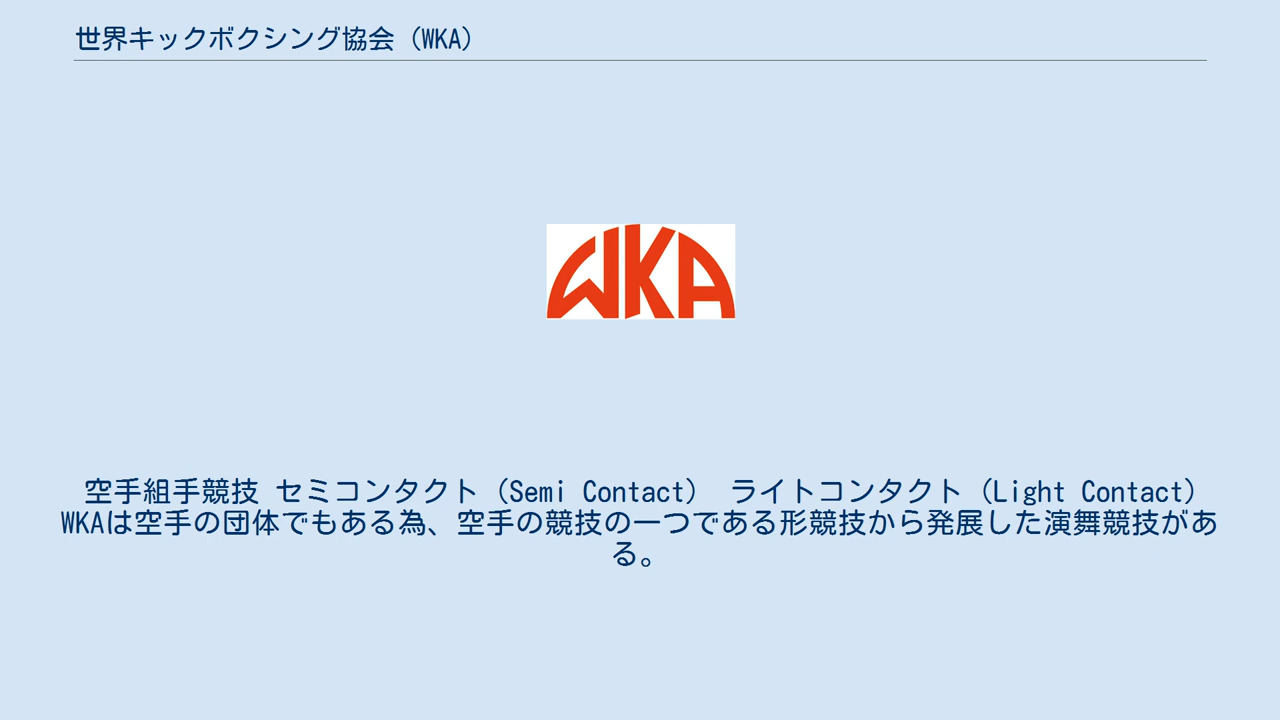 世界キックボクシング協会（WKA）
WKA
空手組手競技 セミコンタクト（Semi Contact） ライトコンタクト（Light Contact）
WKAは空手の団体でもある為、空手の競技の一つである形競技から発展した演舞競技があ
る。